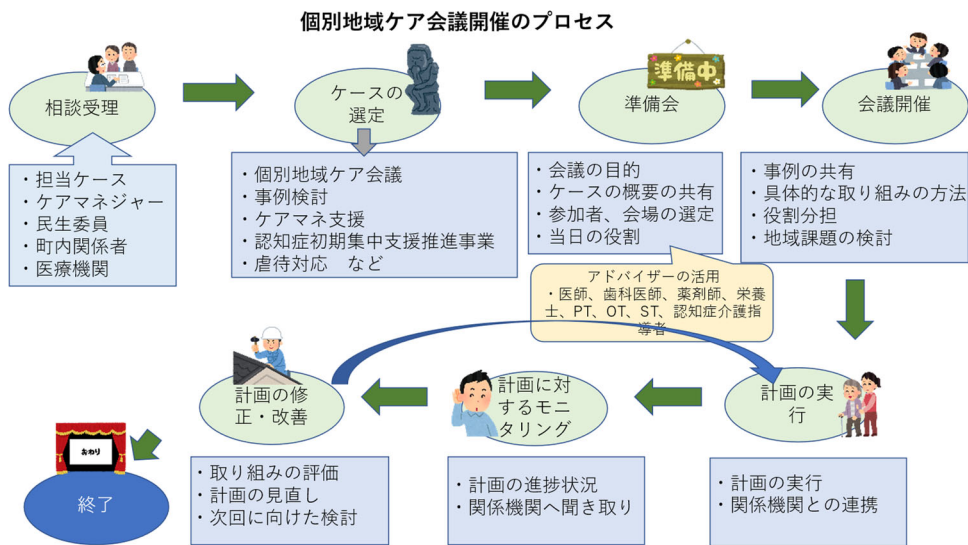 個別地域ケア会議開催のプロセス
相談受理
ケースの
選定
準備中
準備会
会議開催
・担当ケース
・ケアマネジャー
・民生委員
・町内関係者
・医療機関
・個別地域ケア会議
・事例検討
・ケアマネ支援
・認知症初期集中支援推進事業
・虐待対応　など
・会議の目的
・ケースの概要の共有
・参加者、会場の選定
・当日の役割
・事例の共有
・具体的な取り組みの方法
・役割分担
・地域課題の検討
アドバイザーの活用
・医師、歯科医師、薬剤師、栄養
士、PT、OT、ST、認知症介護指
導者
計画の実
行
計画に対
するモニ
タリング
計画の修
正・改善
おわり
終了
・取り組みの評価
・計画の見直し
・次回に向けた検討
・計画の進捗状況
・関係機関へ聞き取り
・計画の実行
・関係機関との連携